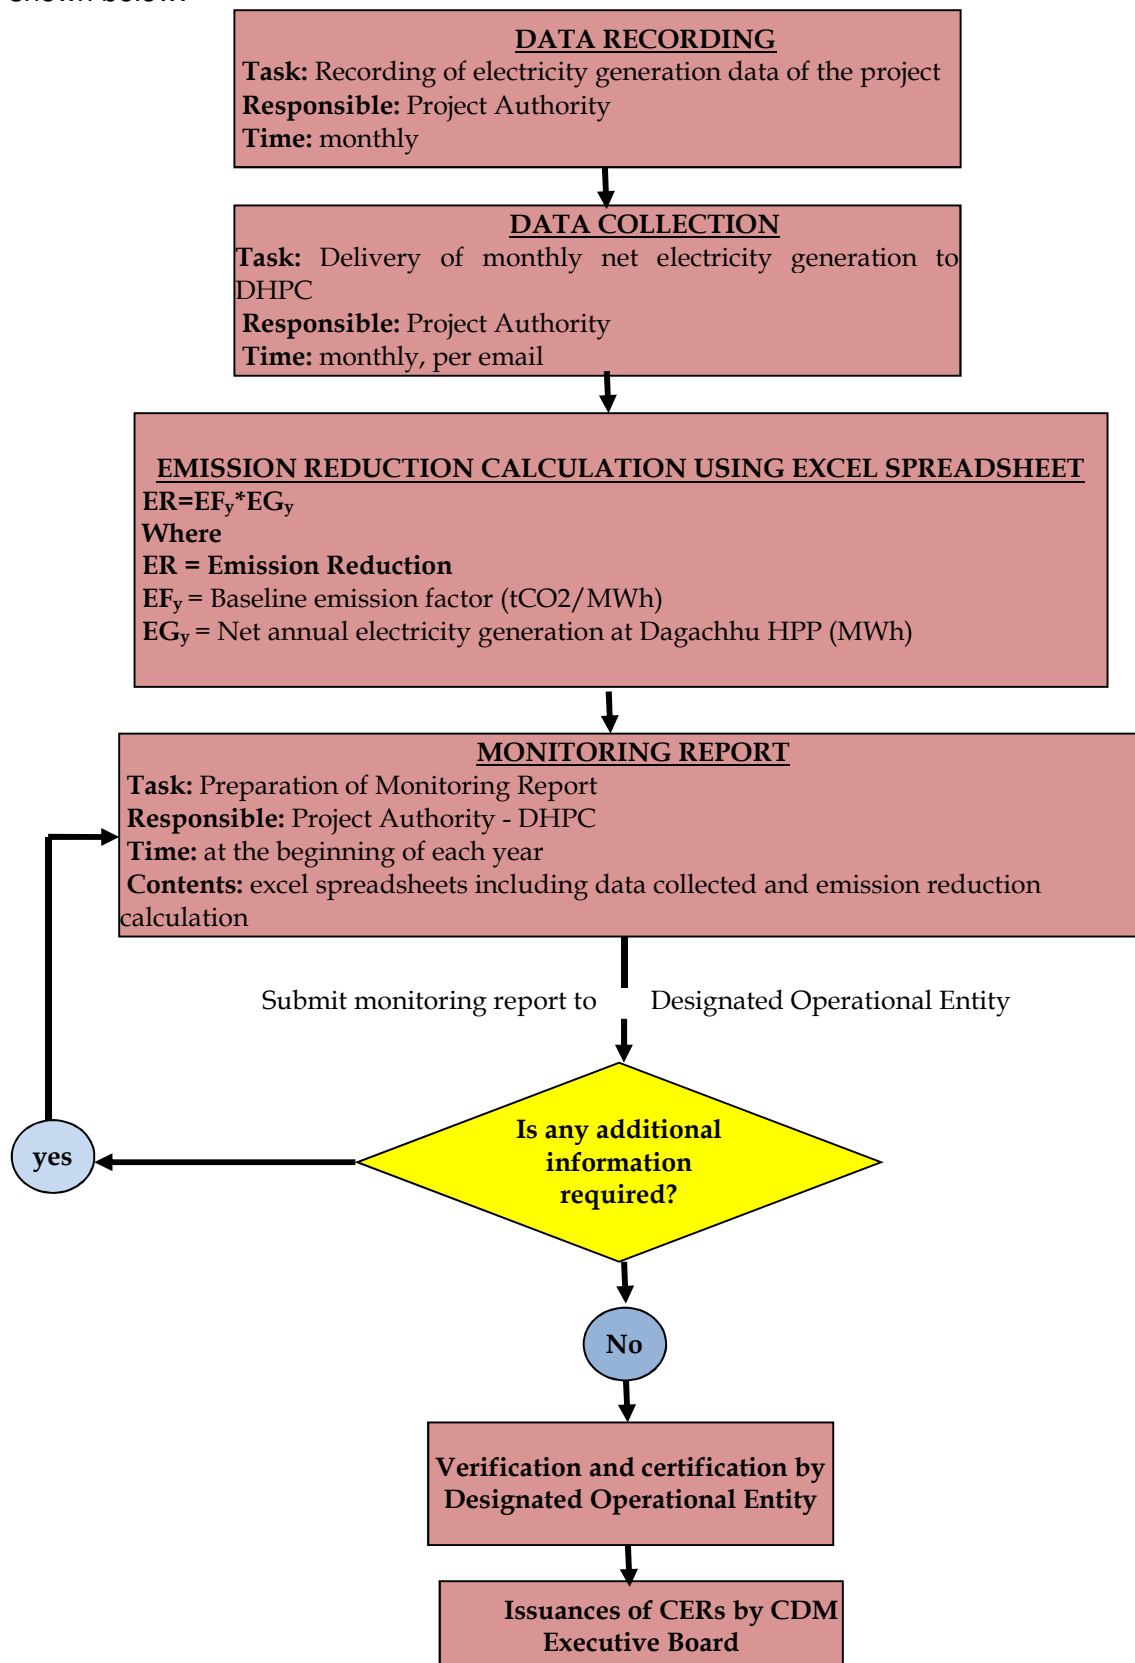 shown below:
DATA RECORDING
Task: Recording of electricity generation data of the project
Responsible: Project Authority
Time: monthly
DATA COLLECTION
Task: Delivery of monthly net electricity generation to
DHPC
Responsible: Project Authority
Time: monthly, per email
EMISSION REDUCTION CALCULATION USING EXCEL SPREADSHEET
ER=EFy*EGy
Where
ER = Emission Reduction
EFy = Baseline emission factor (tCO2/MWh)
EGy = Net annual electricity generation at Dagachhu HPP (MWh)
MONITORING REPORT
Task: Preparation of Monitoring Report
Responsible: Project Authority - DHPC
Time: at the beginning of each year
Contents: excel spreadsheets including data collected and emission reduction
calculation
Submit monitoring report to Designated Operational Entity
Is any additional
information
required?
yes
No
Verification and certification by
Designated Operational Entity
Issuances of CERs by CDM
Executive Board